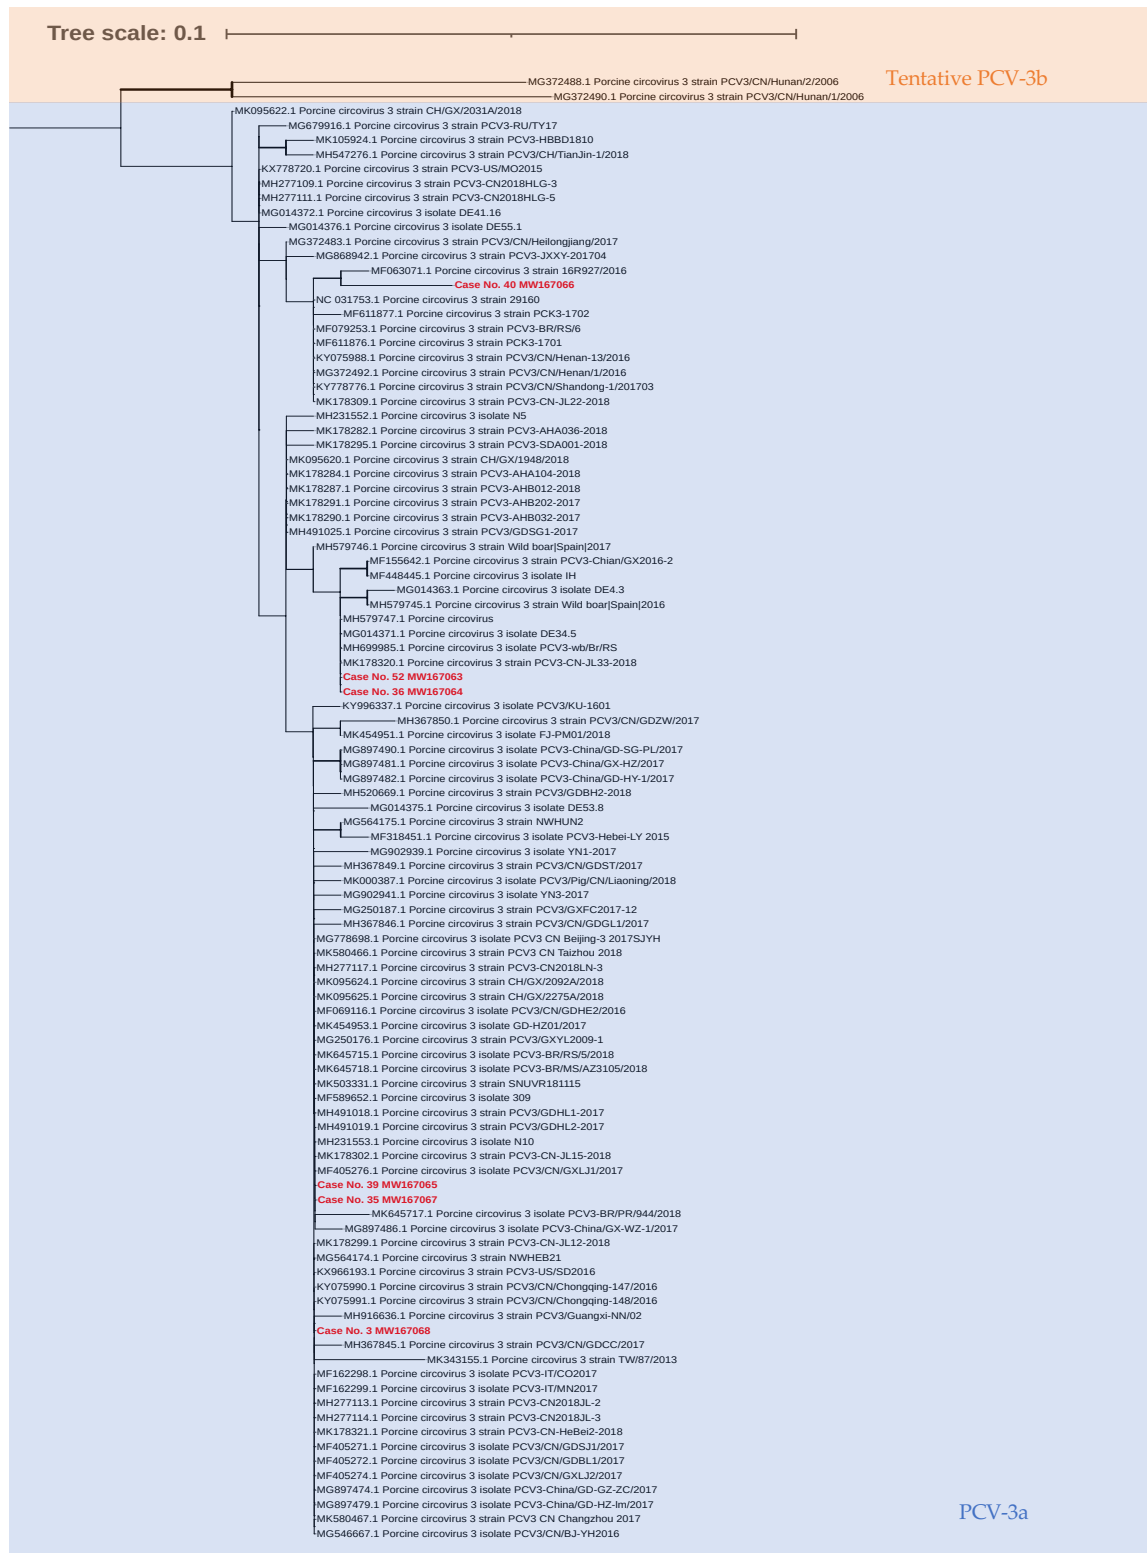 Tree scale: 0.1
MG372488.1 Porcine circovirus 3 strain PCV3/CN/Hunan/2/2006
Tentative PCV-3b
MG372490.1 Porcine circovirus 3 strain PCV3/CN/Hunan/1/2006
MK095622.1 Porcine circovirus 3 strain CH/GX/2031A/2018
MG679916.1 Porcine circovirus 3 strain PCV3-RU/TY17
MK105924.1 Porcine circovirus 3 strain PCV3-HBBD1810
MH547276.1 Porcine circovirus 3 strain PCV3/CH/TianJin-1/2018
KX778720.1 Porcine circovirus 3 strain PCV3-US/MO2015
MH277109.1 Porcine circovirus 3 strain PCV3-CN2018HLG-3
MH277111.1 Porcine circovirus 3 strain PCV3-CN2018HLG-5
MG014372.1 Porcine circovirus 3 isolate DE41.16
MG014376.1 Porcine circovirus 3 isolate DE55.1
MG372483.1 Porcine circovirus 3 strain PCV3/CN/Heilongjiang/2017
MG868942.1 Porcine circovirus 3 strain PCV3-JXXY-201704
MF063071.1 Porcine circovirus 3 strain 16R927/2016
Case No. 40 MW167066
NC 031753.1 Porcine circovirus 3 strain 29160
MF611877.1 Porcine circovirus 3 strain PCK3-1702
MF079253.1 Porcine circovirus 3 strain PCV3-BR/RS/6
MF611876.1 Porcine circovirus 3 strain PCK3-1701
KY075988.1 Porcine circovirus 3 strain PCV3/CN/Henan-13/2016
MG372492.1 Porcine circovirus 3 strain PCV3/CN/Henan/1/2016
KY778776.1 Porcine circovirus 3 strain PCV3/CN/Shandong-1/201703
MK178309.1 Porcine circovirus 3 strain PCV3-CN-JL22-2018
MH231552.1 Porcine circovirus 3 isolate N5
MK178282.1 Porcine circovirus 3 strain PCV3-AHA036-2018
MK178295.1 Porcine circovirus 3 strain PCV3-SDA001-2018
MK095620.1 Porcine circovirus 3 strain CH/GX/1948/2018
MK178284.1 Porcine circovirus 3 strain PCV3-AHA104-2018
MK178287.1 Porcine circovirus 3 strain PCV3-AHB012-2018
MK178291.1 Porcine circovirus 3 strain PCV3-AHB202-2017
MK178290.1 Porcine circovirus 3 strain PCV3-AHB032-2017
MH491025.1 Porcine circovirus 3 strain PCV3/GDSG1-2017
MH579746.1 Porcine circovirus 3 strain Wild boar|Spain|2017
MF155642.1 Porcine circovirus 3 strain PCV3-Chian/GX2016-2
MF448445.1 Porcine circovirus 3 isolate IH
MG014363.1 Porcine circovirus 3 isolate DE4.3
MH579745.1 Porcine circovirus 3 strain Wild boar|Spain|2016
MH579747.1 Porcine circovirus
MG014371.1 Porcine circovirus 3 isolate DE34.5
MH699985.1 Porcine circovirus 3 isolate PCV3-wb/Br/RS
MK178320.1 Porcine circovirus 3 strain PCV3-CN-JL33-2018
Case No. 52 MW167063
Case No. 36 MW167064
KY996337.1 Porcine circovirus 3 isolate PCV3/KU-1601
MH367850.1 Porcine circovirus 3 strain PCV3/CN/GDZW/2017
MK454951.1 Porcine circovirus 3 isolate FJ-PM01/2018
MG897490.1 Porcine circovirus 3 isolate PCV3-China/GD-SG-PL/2017
MG897481.1 Porcine circovirus 3 isolate PCV3-China/GX-HZ/2017
MG897482.1 Porcine circovirus 3 isolate PCV3-China/GD-HY-1/2017
MH520669.1 Porcine circovirus 3 strain PCV3/GDBH2-2018
MG014375.1 Porcine circovirus 3 isolate DE53.8
MG564175.1 Porcine circovirus 3 strain NWHUN2
MF318451.1 Porcine circovirus 3 isolate PCV3-Hebei-LY 2015
MG902939.1 Porcine circovirus 3 isolate YN1-2017
MH367849.1 Porcine circovirus 3 strain PCV3/CN/GDST/2017
MK000387.1 Porcine circovirus 3 isolate PCV3/Pig/CN/Liaoning/2018
MG902941.1 Porcine circovirus 3 isolate YN3-2017
MG250187.1 Porcine circovirus 3 strain PCV3/GXFC2017-12
MH367846.1 Porcine circovirus 3 strain PCV3/CN/GDGL1/2017
MG778698.1 Porcine circovirus 3 isolate PCV3 CN Beijing-3 2017SJYH
MK580466.1 Porcine circovirus 3 strain PCV3 CN Taizhou 2018
MH277117.1 Porcine circovirus 3 strain PCV3-CN2018LN-3
MK095624.1 Porcine circovirus 3 strain CH/GX/2092A/2018
MK095625.1 Porcine circovirus 3 strain CH/GX/2275A/2018
MF069116.1 Porcine circovirus 3 isolate PCV3/CN/GDHE2/2016
MK454953.1 Porcine circovirus 3 isolate GD-HZ01/2017
MG250176.1 Porcine circovirus 3 strain PCV3/GXYL2009-1
MK645715.1 Porcine circovirus 3 isolate PCV3-BR/RS/5/2018
MK645718.1 Porcine circovirus 3 isolate PCV3-BR/MS/AZ3105/2018
MK503331.1 Porcine circovirus 3 strain SNUVR181115
MF589652.1 Porcine circovirus 3 isolate 309
MH491018.1 Porcine circovirus 3 strain PCV3/GDHL1-2017
MH491019.1 Porcine circovirus 3 strain PCV3/GDHL2-2017
MH231553.1 Porcine circovirus 3 isolate N10
MK178302.1 Porcine circovirus 3 strain PCV3-CN-JL15-2018
MF405276.1 Porcine circovirus 3 isolate PCV3/CN/GXLJ1/2017
Case No. 39 MW167065
Case No. 35 MW167067
MK645717.1 Porcine circovirus 3 isolate PCV3-BR/PR/944/2018
MG897486.1 Porcine circovirus 3 isolate PCV3-China/GX-WZ-1/2017
MK178299.1 Porcine circovirus 3 strain PCV3-CN-JL12-2018
MG564174.1 Porcine circovirus 3 strain NWHEB21
KX966193.1 Porcine circovirus 3 strain PCV3-US/SD2016
KY075990.1 Porcine circovirus 3 strain PCV3/CN/Chongqing-147/2016
KY075991.1 Porcine circovirus 3 strain PCV3/CN/Chongqing-148/2016
MH916636.1 Porcine circovirus 3 strain PCV3/Guangxi-NN/02
Case No. 3 MW167068
MH367845.1 Porcine circovirus 3 strain PCV3/CN/GDCC/2017
MK343155.1 Porcine circovirus 3 strain TW/87/2013
MF162298.1 Porcine circovirus 3 isolate PCV3-IT/CO2017
MF162299.1 Porcine circovirus 3 isolate PCV3-IT/MN2017
MH277113.1 Porcine circovirus 3 strain PCV3-CN2018JL-2
MH277114.1 Porcine circovirus 3 strain PCV3-CN2018JL-3
MK178321.1 Porcine circovirus 3 strain PCV3-CN-HeBei2-2018
MF405271.1 Porcine circovirus 3 isolate PCV3/CN/GDSJ1/2017
MF405272.1 Porcine circovirus 3 isolate PCV3/CN/GDBL1/2017
MF405274.1 Porcine circovirus 3 isolate PCV3/CN/GXLJ2/2017
MG897474.1 Porcine circovirus 3 isolate PCV3-China/GD-GZ-ZC/2017
MG897479.1 Porcine circovirus 3 isolate PCV3-China/GD-HZ-lm/2017
MK580467.1 Porcine circovirus 3 strain PCV3 CN Changzhou 2017
PCV-3a
MG546667.1 Porcine circovirus 3 isolate PCV3/CN/BJ-YH2016